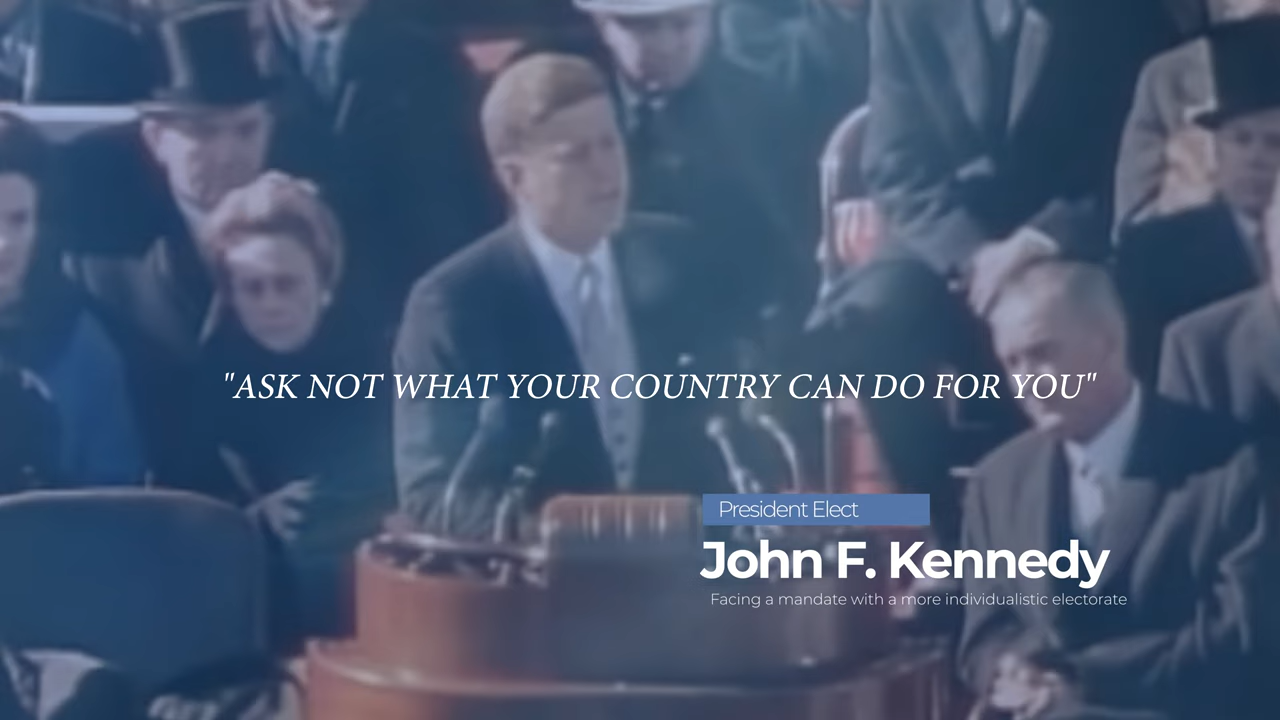 "ASK NOT WHAT YOUR COUNTRY CAN DO FOR YOU"
President Elect
John F. Kennedy
Facing a mandate with a more individualistic electorate